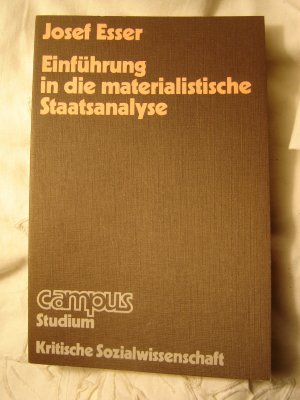 Josef Esser
Einführung
in die materialistische
Staatsanalyse
campus
Studium
Kritische Sozialwissenschaft